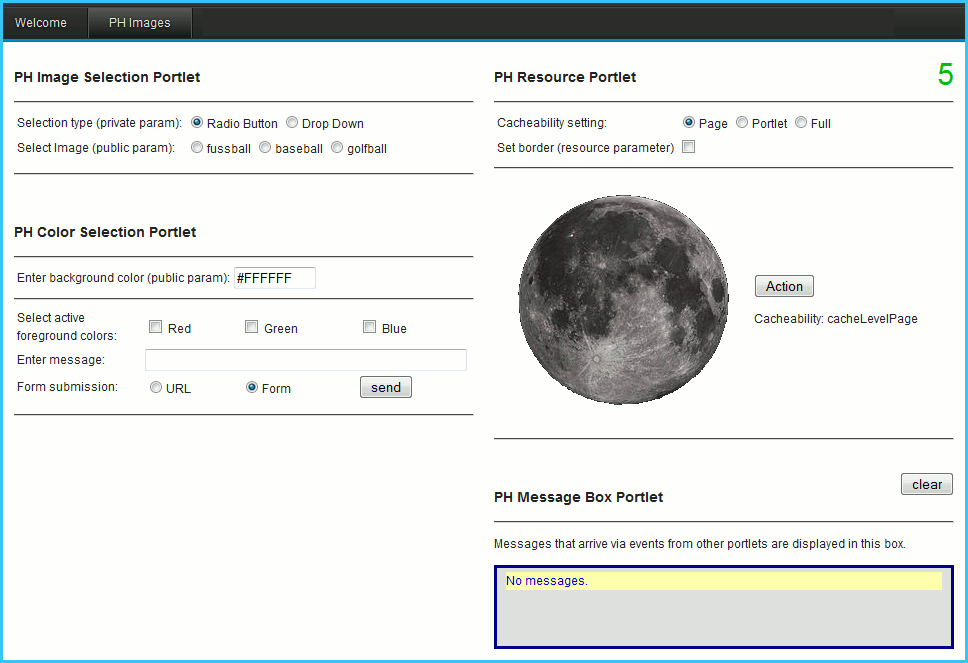 Welcome
PH Images
PH Image Selection Portlet
Selection type (private param): Radio Button Drop Down
Select Image (public param): fussball baseball golfball
PH Color Selection Portlet
Enter background color (public param): #FFFFFF
Select active
foreground colors:
Red Green Blue
Enter message:
Form submission: URL Form send
PH Resource Portlet
5
Cacheability setting: Page Portlet Full
Set border (resource parameter)
Action
Cacheability: cacheLevelPage
clear
PH Message Box Portlet
Messages that arrive via events from other portlets are displayed in this box.
No messages.